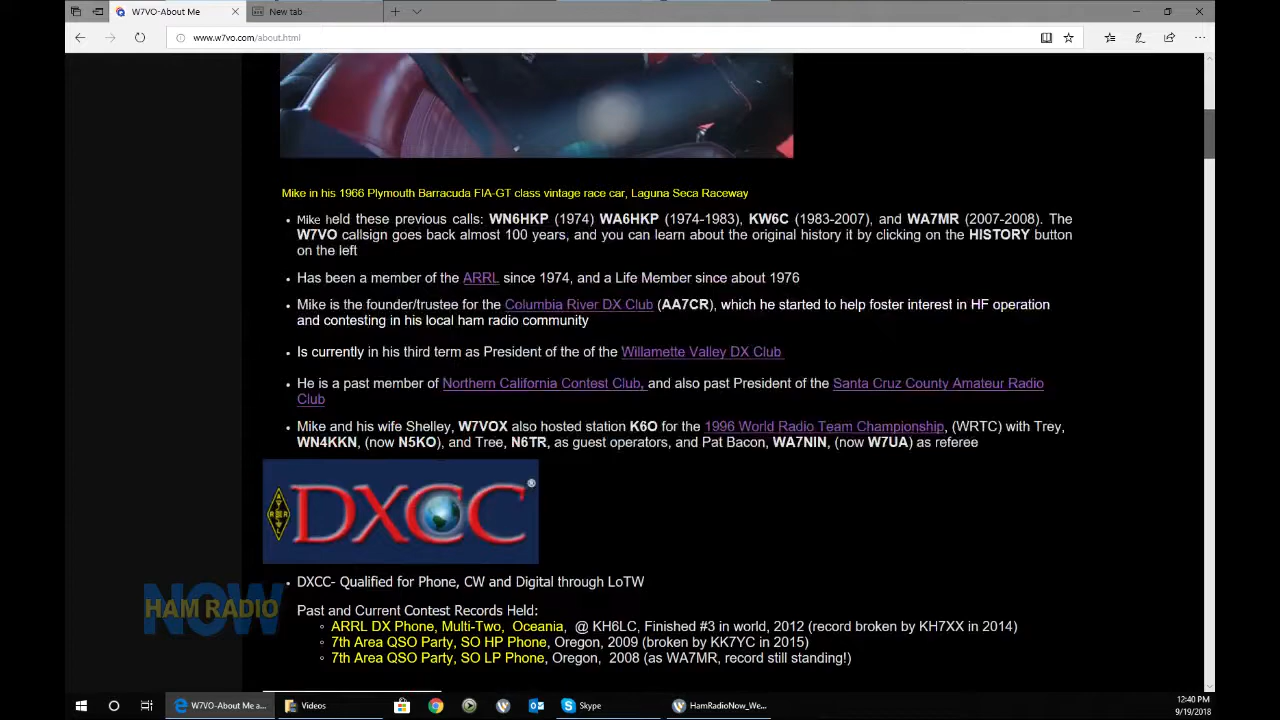 W7VO-About Me
New tab
www.w7vo.com/about.html
Mike in his 1966 Plymouth Barracuda FIA-GT class vintage race car, Laguna Seca Raceway
• Mike held these previous calls: WN6HKP (1974) WA6HKP (1974-1983), KW6C (1983-2007), and WA7MR (2007-2008). The
W7VO callsign goes back almost 100 years, and you can learn about the original history it by clicking on the HISTORY button
on the left
• Has been a member of the ARRL since 1974, and a Life Member since about 1976
• Mike is the founder/trustee for the Columbia River DX Club (AA7CR), which he started to help foster interest in HF operation
and contesting in his local ham radio community
• Is currently in his third term as President of the of the Willamette Valley DX Club
• He is a past member of Northern California Contest Club, and also past President of the Santa Cruz County Amateur Radio
Club
• Mike and his wife Shelley, W7VOX also hosted station K6O for the 1996 World Radio Team Championship, (WRTC) with Trey,
WN4KKN, (now N5KO), and Tree, N6TR, as guest operators, and Pat Bacon, WA7NIN, (now W7UA) as referee
DXCC®
• DXCC- Qualified for Phone, CW and Digital through LoTW
Past and Current Contest Records Held:
◦ ARRL DX Phone, Multi-Two, Oceania, @ KH6LC, Finished #3 in world, 2012 (record broken by KH7XX in 2014)
◦ 7th Area QSO Party, SO HP Phone, Oregon, 2009 (broken by KK7YC in 2015)
◦ 7th Area QSO Party, SO LP Phone, Oregon, 2008 (as WA7MR, record still standing!)
HAM RADIO
NOW
W7VO-About Me a...
Videos
Skype
HamRadioNow_We...
12:40 PM
9/19/2018